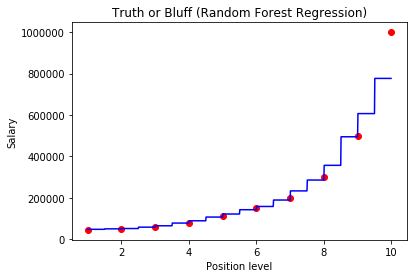 Truth or Bluff (Random Forest Regression)
1000000
800000
600000
400000
200000
0
Salary
2 4 6 8 10
Position level